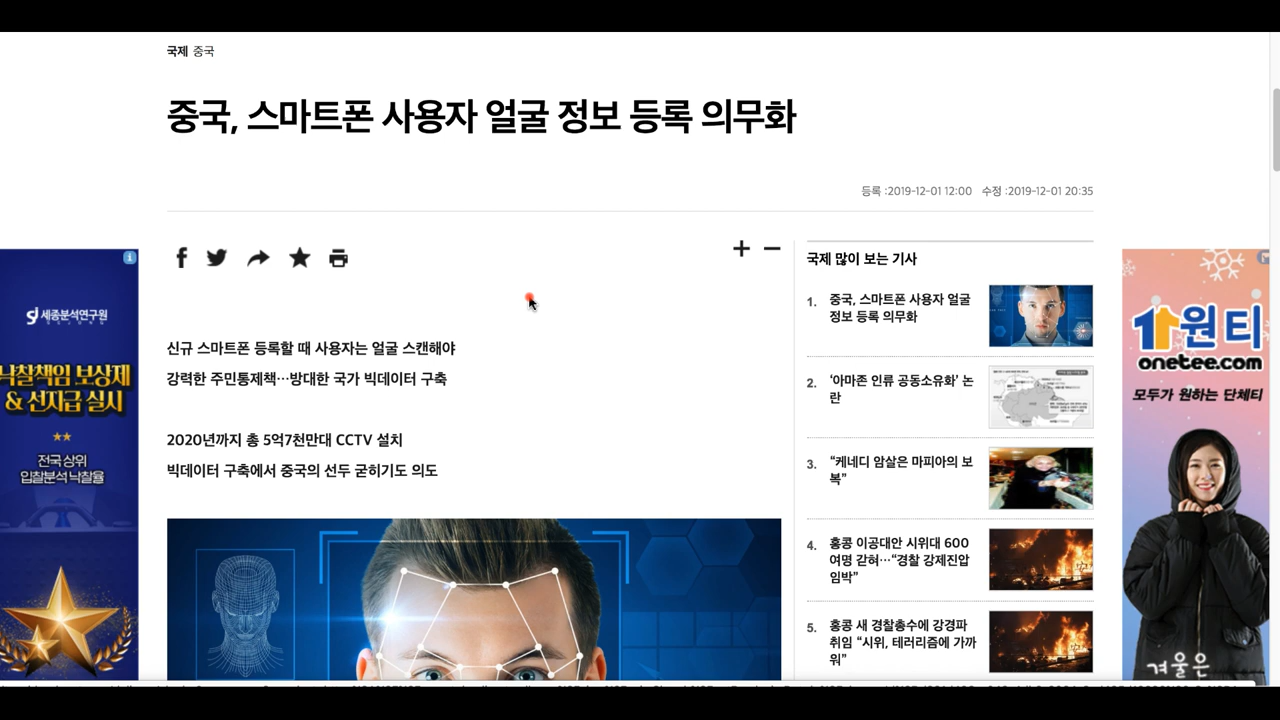 국제 중국
중국, 스마트폰 사용자 얼굴 정보 등록 의무화
등록 :2019-12-01 12:00 수정 :2019-12-01 20:35
신규 스마트폰 등록할 때 사용자는 얼굴 스캔해야
강력한 주민통제책…방대한 국가 빅데이터 구축
2020년까지 총 5억7천만대 CCTV 설치
빅데이터 구축에서 중국의 선두 굳히기도 의도
국제 많이 보는 기사
1. 중국, 스마트폰 사용자 얼굴
정보 등록 의무화
2. ‘아마존 인류 공동소유화’ 논
란
3. “케네디 암살은 마피아의 보
복”
4. 홍콩 이공대안 시위대 600
여명 갇혀…“경찰 강제진압
임박”
5. 홍콩 새 경찰총수에 강경파
취임 “시위, 테러리즘에 가까
워”
세종분석연구원
낙찰책임 보상제
& 선지급 실시
전국 상위
입찰분석 낙찰율
원티
onetee.com
모두가 원하는 단체티
겨울은